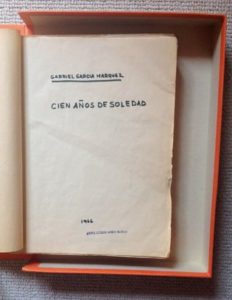 GABRIEL GARCIA MARQUEZ
CIEN AÑOS DE SOLEDAD
1966